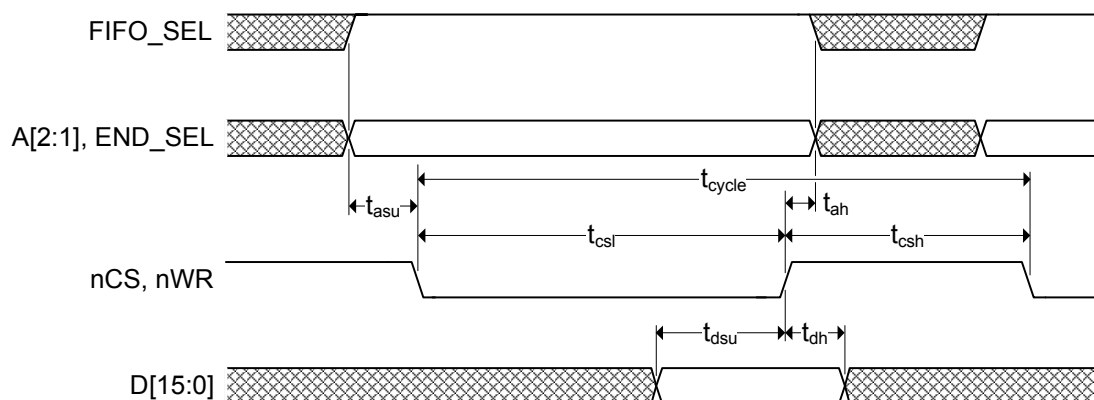 FIFO_SEL
A[2:1], END_SEL
tcycle
tasu
tah
tcsl
tcsh
nCS, nWR
tdsu
tdh
D[15:0]